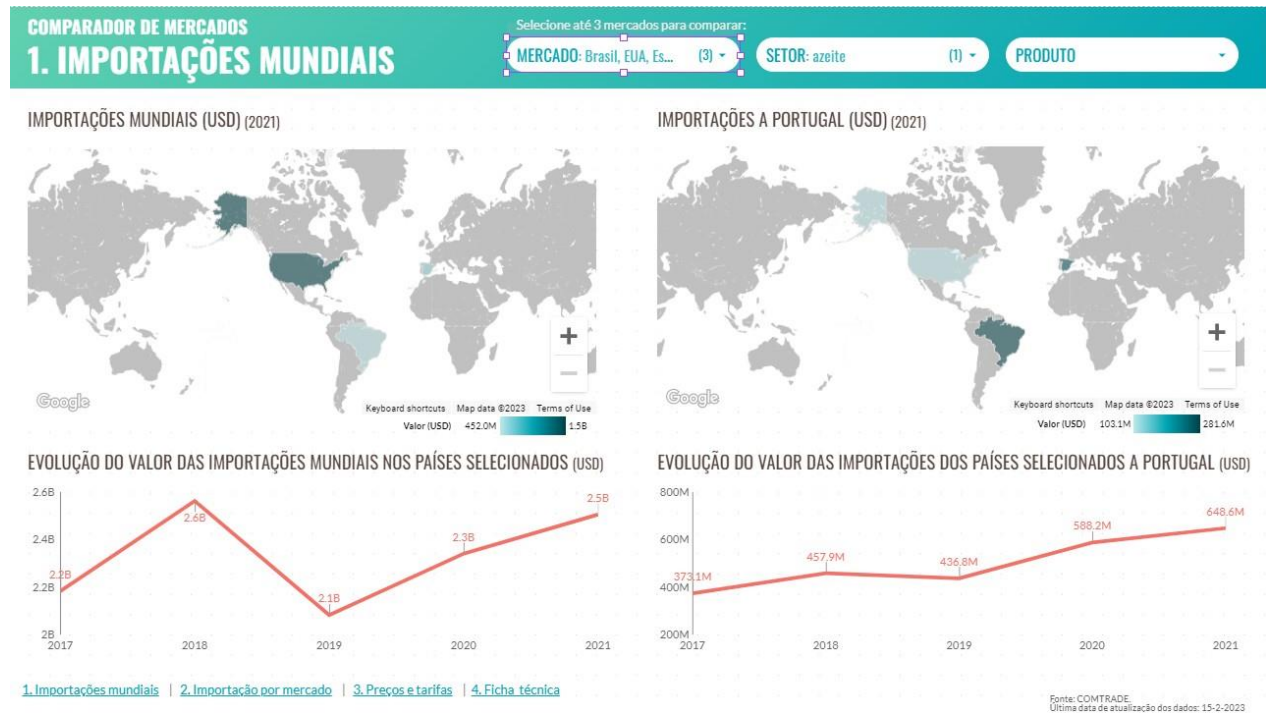 COMPARADOR DE MERCADOS
1. IMPORTAÇÕES MUNDIAIS
Selecione até 3 mercados para comparar:
MERCADO: Brasil, EUA, Es... (3)
SETOR: azeite (1)
PRODUTO
IMPORTAÇÕES MUNDIAIS (USD) (2021)
Google
+
−
Keyboard shortcuts Map data ©2023 Terms of Use
Valor (USD) 452.0M 1.5B
IMPORTAÇÕES A PORTUGAL (USD) (2021)
Google
+
−
Keyboard shortcuts Map data ©2023 Terms of Use
Valor (USD) 103.1M 281.6M
EVOLUÇÃO DO VALOR DAS IMPORTAÇÕES MUNDIAIS NOS PAÍSES SELECIONADOS (USD)
2.6B
2.4B
2.2B
2B
2.2B
2.6B
2.1B
2.3B
2.5B
2017 2018 2019 2020 2021
EVOLUÇÃO DO VALOR DAS IMPORTAÇÕES DOS PAÍSES SELECIONADOS A PORTUGAL (USD)
800M
600M
400M
200M
373.1M
457.9M
436.8M
588.2M
648.6M
2017 2018 2019 2020 2021
1. Importações mundiais | 2. Importação por mercado | 3. Preços e tarifas | 4. Ficha técnica
Fonte: COMTRADE.
Última data de atualização dos dados: 15-2-2023